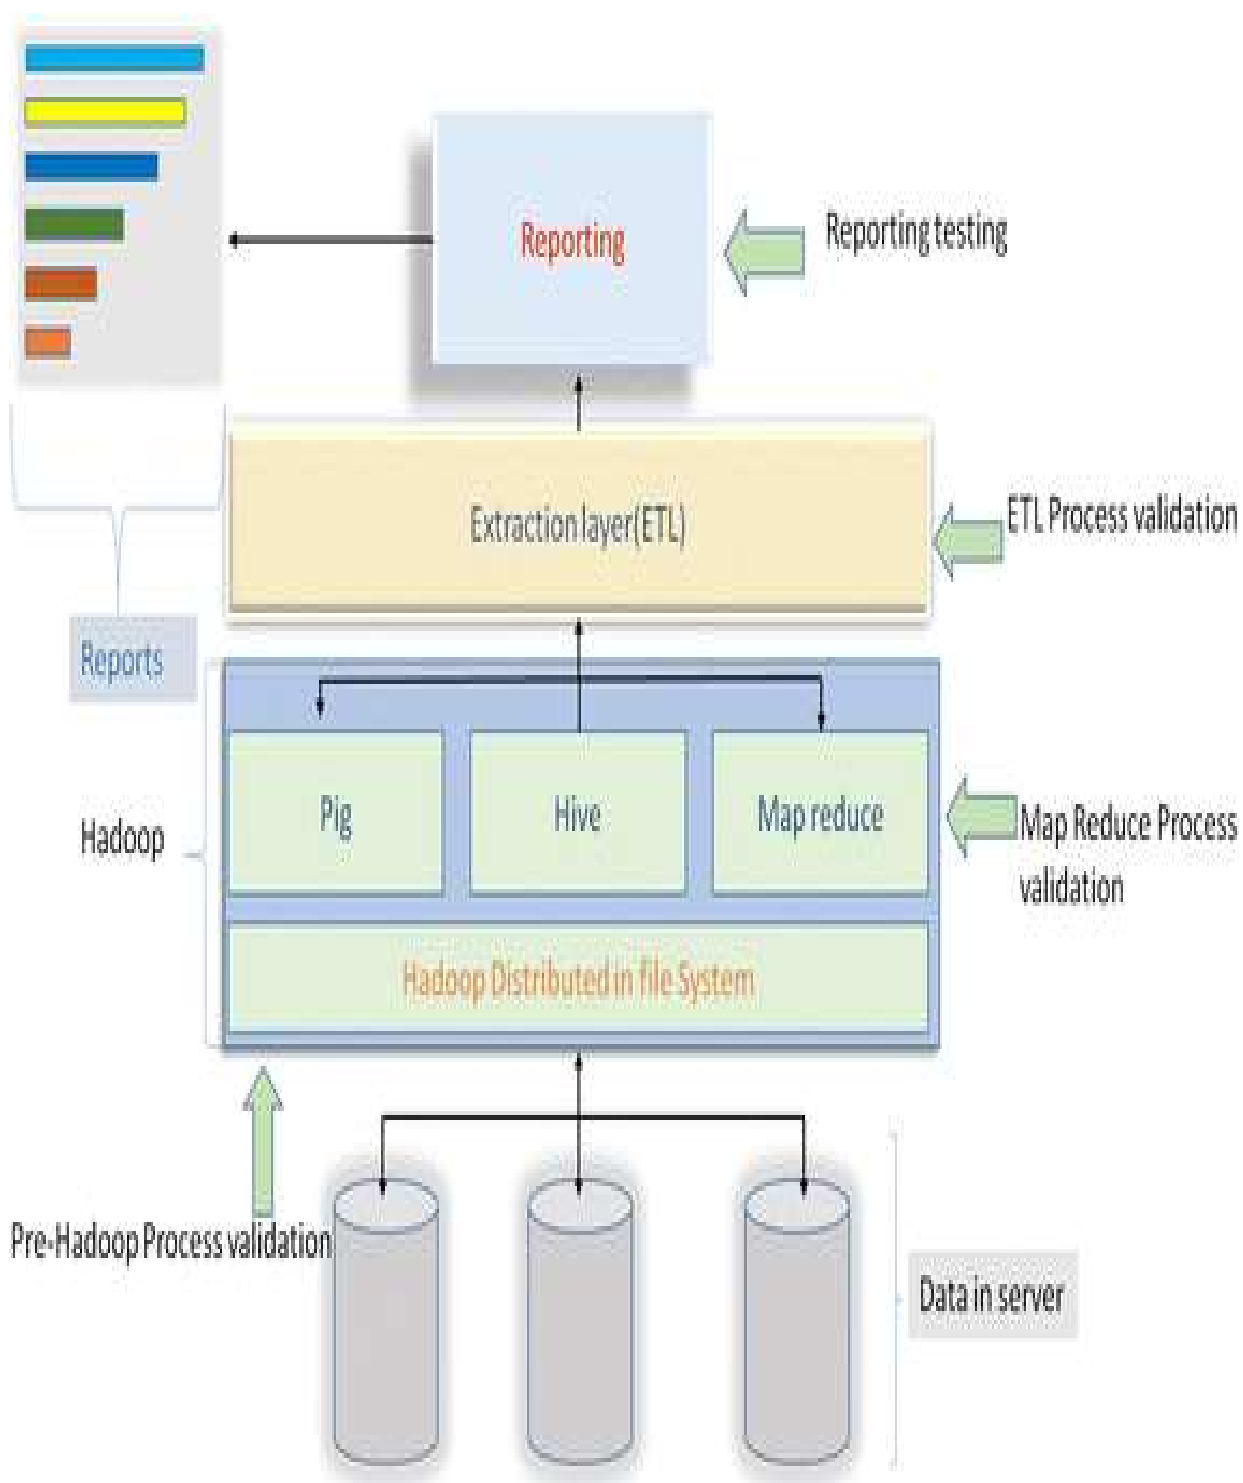 Reporting
Reporting testing
Extraction layer(ETL)
ETL Process validation
Reports
Pig
Hive
Map reduce
Hadoop
Map Reduce Process
validation
Hadoop Distributed in file System
Pre-Hadoop Process validation
Data in server